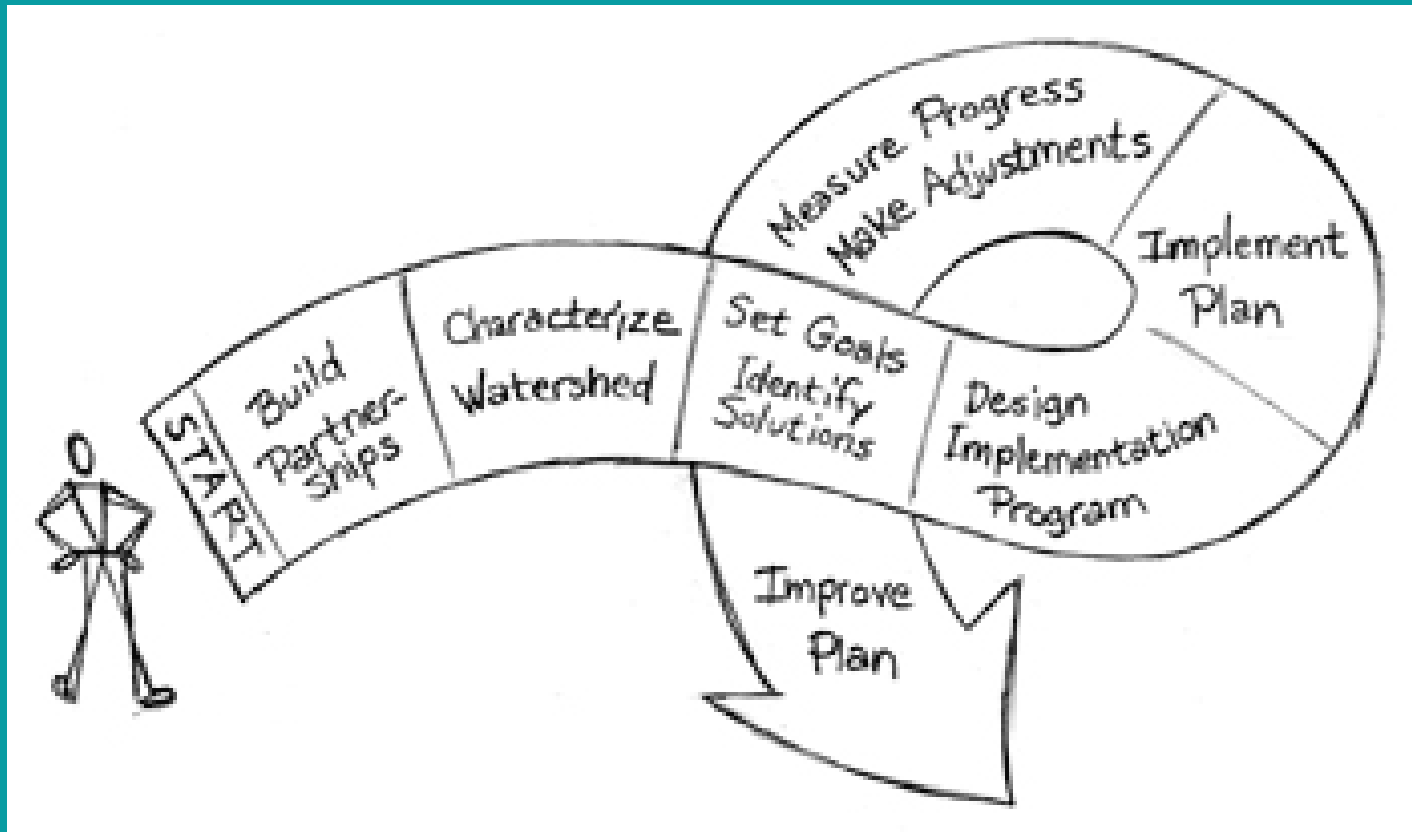 START
Build
Partner-
ships
Characterize
Watershed
Set Goals
Identify
Solutions
Design
Implementation
Program
Implement
Plan
Measure Progress
Make Adjustments
Improve
Plan